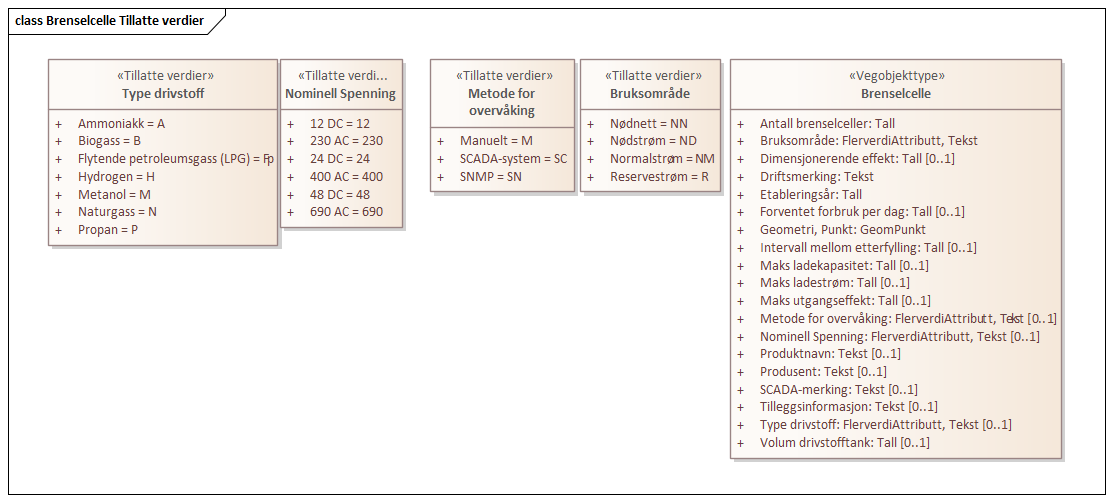 class Brenselcelle Tillatte verdier
«Tillatte verdier»
Type drivstoff
+ Ammoniakk = A
+ Biogass = B
+ Flytende petroleumsgass (LPG) = Fp
+ Hydrogen = H
+ Metanol = M
+ Naturgass = N
+ Propan = P
«Tillatte verdi...
Nominell Spenning
+ 12 DC = 12
+ 230 AC = 230
+ 24 DC = 24
+ 400 AC = 400
+ 48 DC = 48
+ 690 AC = 690
«Tillatte verdier»
Metode for
overvåking
+ Manuelt = M
+ SCADA-system = SC
+ SNMP = SN
«Tillatte verdier»
Bruksområde
+ Nødnett = NN
+ Nødstrøm = ND
+ Normalstrøm = NM
+ Reservestrøm = R
«Vegobjekttype»
Brenselcelle
+ Antall brenselceller: Tall
+ Bruksområde: FlerverdiAttributt, Tekst
+ Dimensjonerende effekt: Tall [0..1]
+ Driftsmerking: Tekst
+ Etableringsår: Tall
+ Forventet forbruk per dag: Tall [0..1]
+ Geometri, Punkt: GeomPunkt
+ Intervall mellom etterfylling: Tall [0..1]
+ Maks ladekapasitet: Tall [0..1]
+ Maks ladestrøm: Tall [0..1]
+ Maks utgangseffekt: Tall [0..1]
+ Metode for overvåking: FlerverdiAttributt, Tekst [0..1]
+ Nominell Spenning: FlerverdiAttributt, Tekst [0..1]
+ Produktnavn: Tekst [0..1]
+ Produsent: Tekst [0..1]
+ SCADA-merking: Tekst [0..1]
+ Tilleggsinformasjon: Tekst [0..1]
+ Type drivstoff: FlerverdiAttributt, Tekst [0..1]
+ Volum drivstofftank: Tall [0..1]